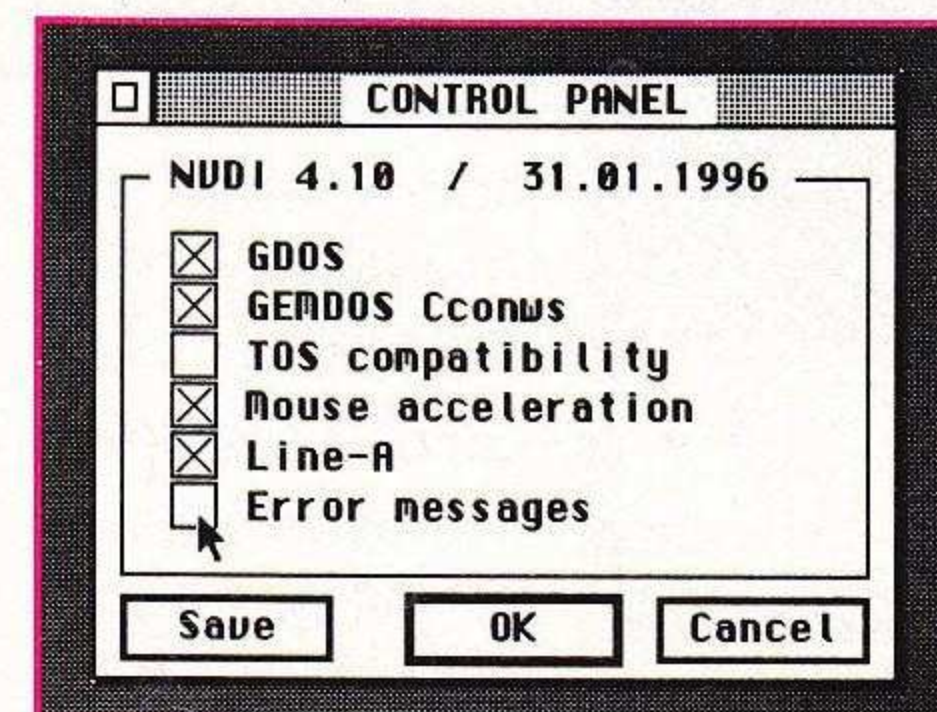 CONTROL PANEL
NVDI 4.10 / 31.01.1996
GDOS
GEMDOS Cconws
TOS compatibility
Mouse acceleration
Line-A
Error messages
Save OK Cancel